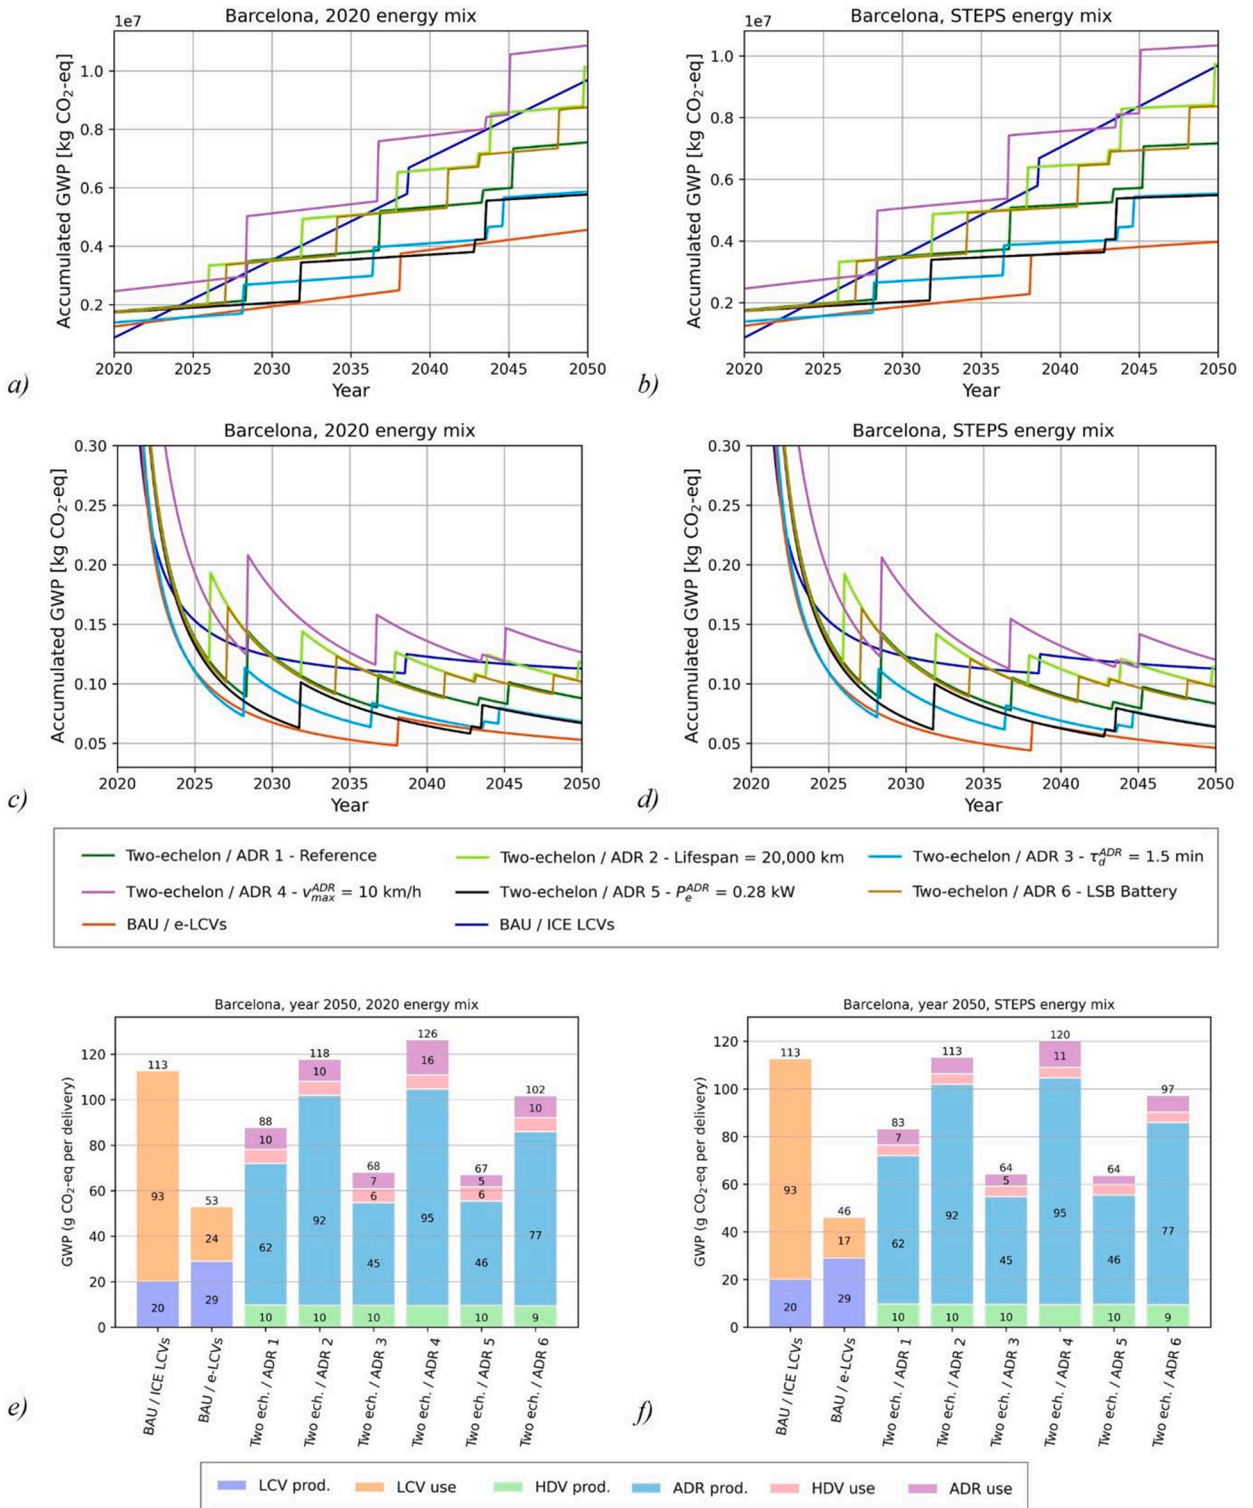 Barcelona, 2020 energy mix
1e7
Accumulated GWP [kg CO₂-eq]
1.0
0.8
0.6
0.4
0.2
2020 2025 2030 2035 2040 2045 2050
Year
a)
Barcelona, STEPS energy mix
1e7
Accumulated GWP [kg CO₂-eq]
1.0
0.8
0.6
0.4
0.2
2020 2025 2030 2035 2040 2045 2050
Year
b)
Barcelona, 2020 energy mix
Accumulated GWP [kg CO₂-eq]
0.30
0.25
0.20
0.15
0.10
0.05
2020 2025 2030 2035 2040 2045 2050
Year
c)
Barcelona, STEPS energy mix
Accumulated GWP [kg CO₂-eq]
0.30
0.25
0.20
0.15
0.10
0.05
2020 2025 2030 2035 2040 2045 2050
Year
d)
Two-echelon / ADR 1 - Reference
Two-echelon / ADR 2 - Lifespan = 20,000 km
Two-echelon / ADR 3 - τ_d^ADR = 1.5 min
Two-echelon / ADR 4 - v_max^ADR = 10 km/h
Two-echelon / ADR 5 - P_e^ADR = 0.28 kW
Two-echelon / ADR 6 - LSB Battery
BAU / e-LCVs
BAU / ICE LCVs
Barcelona, year 2050, 2020 energy mix
GWP (g CO₂-eq per delivery)
120
100
80
60
40
20
0
113
93
20
53
24
29
88
10
62
10
118
10
92
10
68
7
6
45
10
126
16
95
67
5
6
46
10
102
10
77
9
BAU / ICE LCVs
BAU / e-LCVs
Two ech. / ADR 1
Two ech. / ADR 2
Two ech. / ADR 3
Two ech. / ADR 4
Two ech. / ADR 5
Two ech. / ADR 6
e)
Barcelona, year 2050, STEPS energy mix
GWP (g CO₂-eq per delivery)
120
100
80
60
40
20
0
113
93
20
46
17
29
83
7
62
10
113
92
10
64
5
45
10
120
11
95
64
46
10
97
77
9
BAU / ICE LCVs
BAU / e-LCVs
Two ech. / ADR 1
Two ech. / ADR 2
Two ech. / ADR 3
Two ech. / ADR 4
Two ech. / ADR 5
Two ech. / ADR 6
f)
LCV prod. LCV use HDV prod. ADR prod. HDV use ADR use